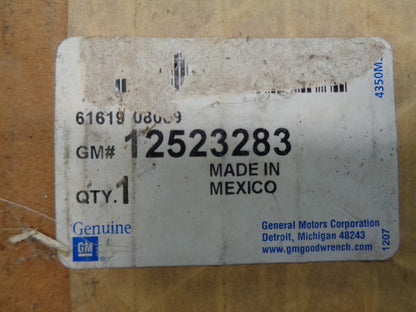 61619 08089
GM# 12523283
MADE IN
MEXICO
QTY. 1
Genuine
GM
General Motors Corporation
Detroit, Michigan 48243
www.gmgoodwrench.com
1207